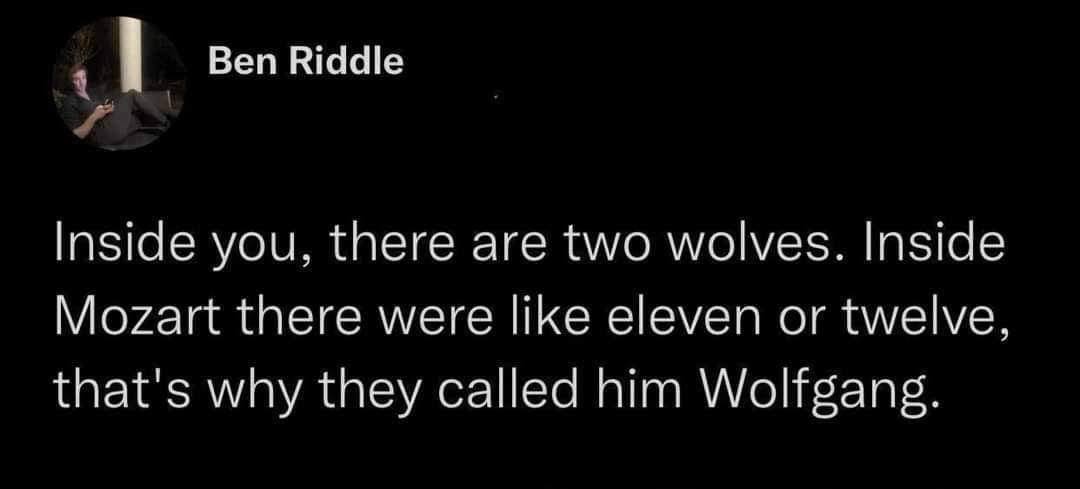 Ben Riddle
Inside you, there are two wolves. Inside
Mozart there were like eleven or twelve,
that's why they called him Wolfgang.